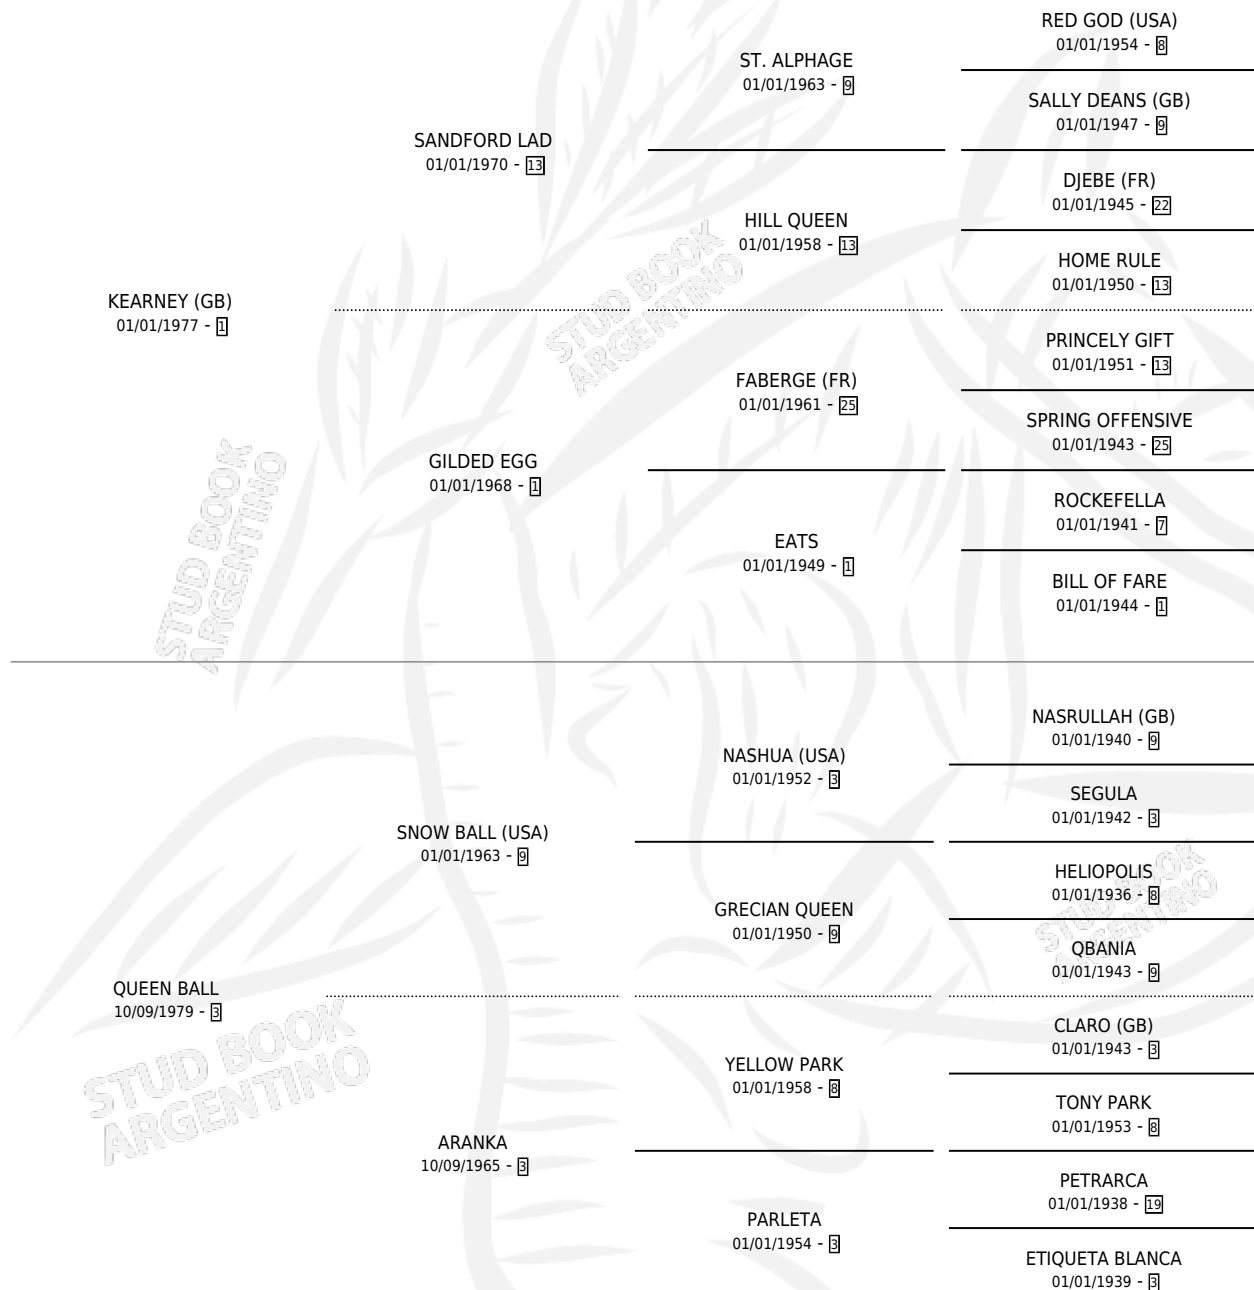 RED GOD (USA)
01/01/1954 - 8
ST. ALPHAGE
01/01/1963 - 9
SALLY DEANS (GB)
01/01/1947 - 9
SANDFORD LAD
01/01/1970 - 13
DJEBE (FR)
01/01/1945 - 22
HILL QUEEN
01/01/1958 - 13
HOME RULE
01/01/1950 - 13
KEARNEY (GB)
01/01/1977 - 1
STUD BOOK
ARGENTINO
PRINCELY GIFT
01/01/1951 - 13
FABERGE (FR)
01/01/1961 - 25
SPRING OFFENSIVE
01/01/1943 - 25
GILDED EGG
01/01/1968 - 1
ROCKEFELLA
01/01/1941 - 7
EATS
01/01/1949 - 1
BILL OF FARE
01/01/1944 - 1
STUD BOOK
ARGENTINO
NASRULLAH (GB)
01/01/1940 - 9
NASHUA (USA)
01/01/1952 - 3
SEGULA
01/01/1942 - 3
SNOW BALL (USA)
01/01/1963 - 9
HELIOPOLIS
01/01/1936 - 8
GRECIAN QUEEN
01/01/1950 - 9
STUD BOOK
ARGENTINO
QBANIA
01/01/1943 - 9
QUEEN BALL
10/09/1979 - 3
STUD BOOK
ARGENTINO
CLARO (GB)
01/01/1943 - 3
YELLOW PARK
01/01/1958 - 8
TONY PARK
01/01/1953 - 8
ARANKA
10/09/1965 - 3
PETRARCA
01/01/1938 - 19
PARLETA
01/01/1954 - 3
ETIQUETA BLANCA
01/01/1939 - 3